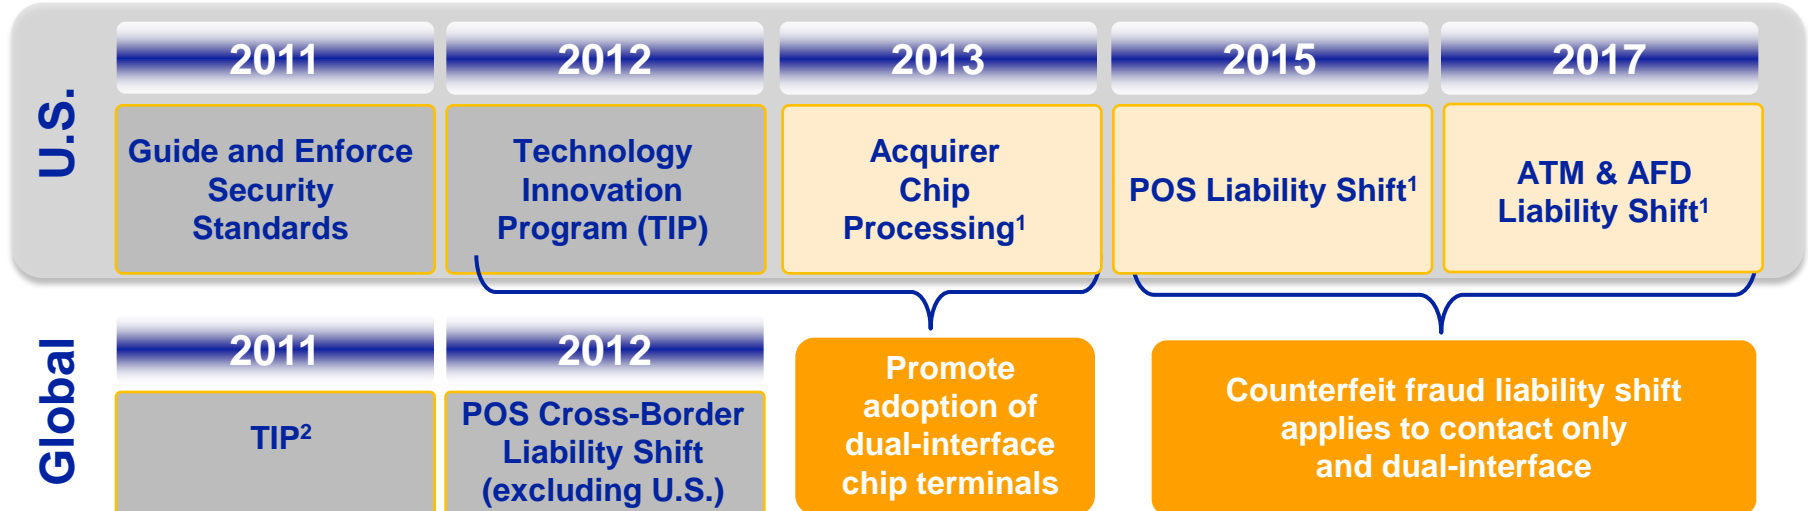 U.S.
2011
2012
2013
2015
2017
Guide and Enforce
Security
Standards
Technology
Innovation
Program (TIP)
Acquirer
Chip
Processing¹
POS Liability Shift¹
ATM & AFD
Liability Shift¹
Global
2011
2012
TIP²
POS Cross-Border
Liability Shift
(excluding U.S.)
Promote
adoption of
dual-interface
chip terminals
Counterfeit fraud liability shift
applies to contact only
and dual-interface